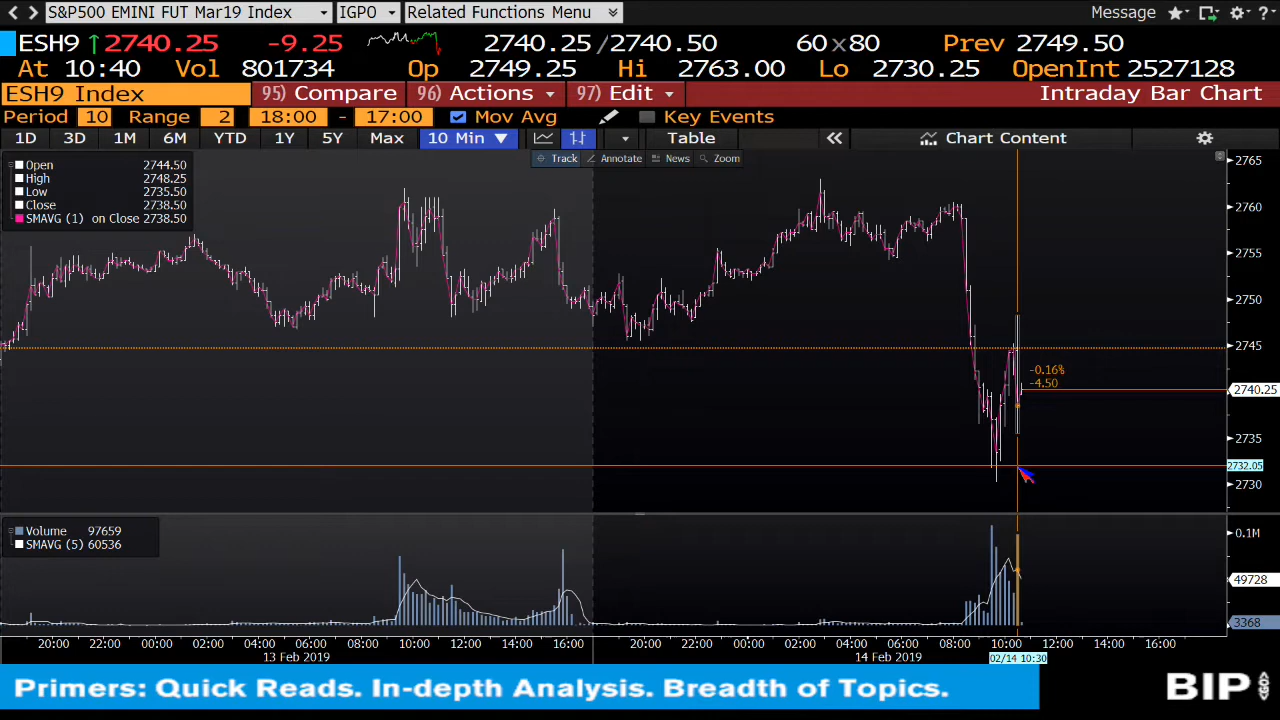 S&P500 EMINI FUT Mar19 Index IGPO Related Functions Menu Message ?
ESH9 ↑2740.25 -9.25 2740.25/2740.50 60x80 Prev 2749.50
At 10:40 Vol 801734 Op 2749.25 Hi 2763.00 Lo 2730.25 OpenInt 2527128
ESH9 Index 95) Compare 96) Actions 97) Edit Intraday Bar Chart
Period 10 Range 2 18:00 - 17:00 Mov Avg Key Events
1D 3D 1M 6M YTD 1Y 5Y Max 10 Min ▼ Table « Chart Content
Track Annotate News Zoom
Open 2744.50
High 2748.25
Low 2735.50
Close 2738.50
SMAVG (1) on Close 2738.50
2765
2760
2755
2750
2745
-0.16%
-4.50
2740.25
2735
2732.05
2730
Volume 97659
SMAVG (5) 60536
0.1M
49728
3368
20:00 22:00 00:00 02:00 04:00 06:00 08:00 10:00 12:00 14:00 16:00 20:00 22:00 00:00 02:00 04:00 06:00 08:00 10:00 12:00 14:00 16:00
13 Feb 2019 14 Feb 2019 02/14 10:30
Primers: Quick Reads. In-depth Analysis. Breadth of Topics. BIP GO